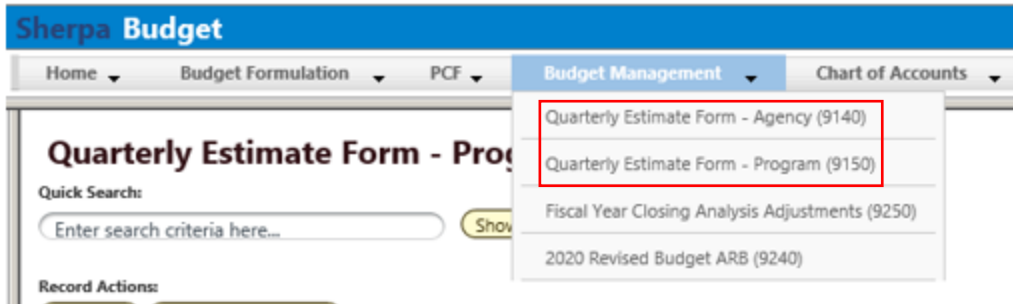 Sherpa Budget
Home Budget Formulation PCF Budget Management Chart of Accounts
Quarterly Estimate Form - Agency (9140)
Quarterly Estimate Form - Program (9150)
Fiscal Year Closing Analysis Adjustments (9250)
2020 Revised Budget ARB (9240)
Quarterly Estimate Form -
Quick Search:
Enter search criteria here...
Record Actions: